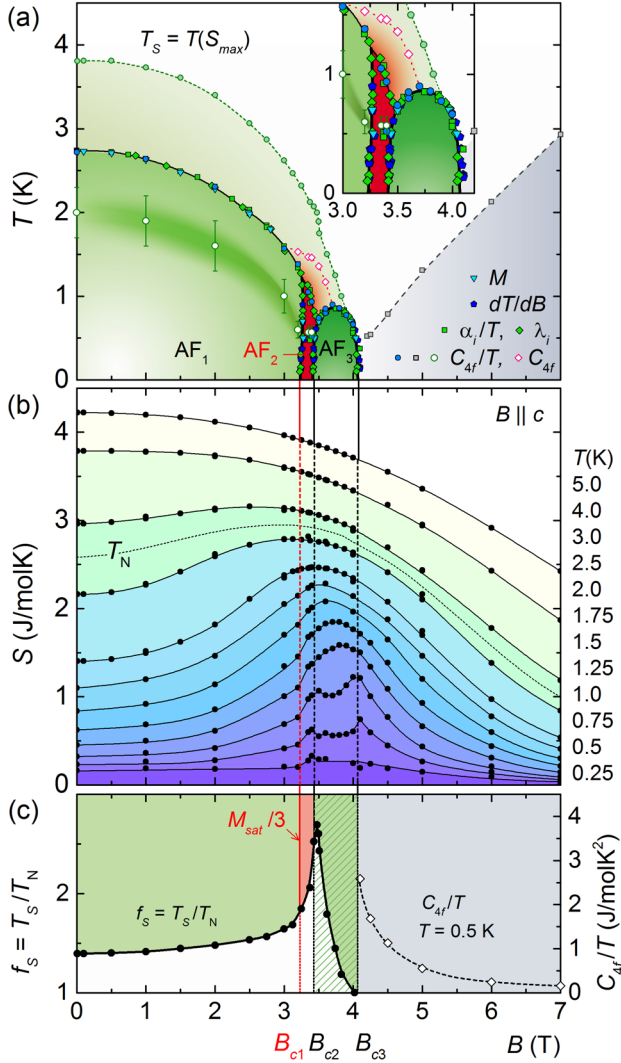 (a)
T_S = T(S_max)
4
3
2
1
0
T (K)
1
0
3.0 3.5 4.0
M
dT/dB
α_i/T, λ_i
C_4f/T, C_4f
AF_1 AF_2 AF_3
(b)
B || c
4
3
2
1
0
S (J/molK)
T_N
T(K)
5.0
4.0
3.0
2.5
2.0
1.75
1.5
1.25
1.0
0.75
0.5
0.25
(c)
M_sat/3
2
1
f_S = T_S/T_N
f_S = T_S/T_N
C_4f/T
T = 0.5 K
4
3
2
1
0
C_4f/T (J/molK²)
0 1 2 3 4 5 6 7
B_c1 B_c2 B_c3 B (T)